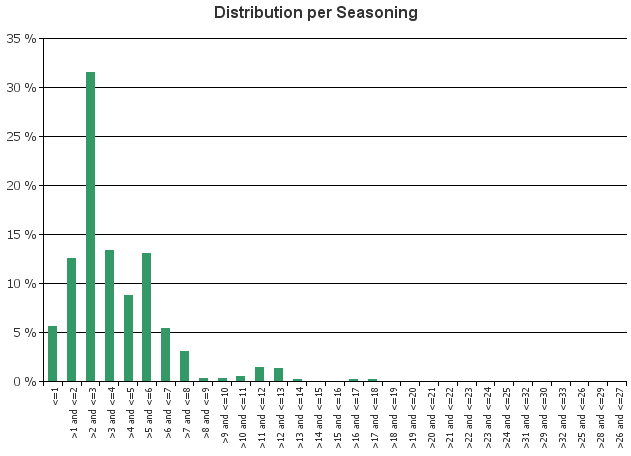 Distribution per Seasoning
35 %
30 %
25 %
20 %
15 %
10 %
5 %
0 %
<=1
>1 and <=2
>2 and <=3
>3 and <=4
>4 and <=5
>5 and <=6
>6 and <=7
>7 and <=8
>8 and <=9
>9 and <=10
>10 and <=11
>11 and <=12
>12 and <=13
>13 and <=14
>14 and <=15
>15 and <=16
>16 and <=17
>17 and <=18
>18 and <=19
>19 and <=20
>20 and <=21
>21 and <=22
>22 and <=23
>23 and <=24
>24 and <=25
>31 and <=32
>29 and <=30
>32 and <=33
>25 and <=26
>28 and <=29
>26 and <=27